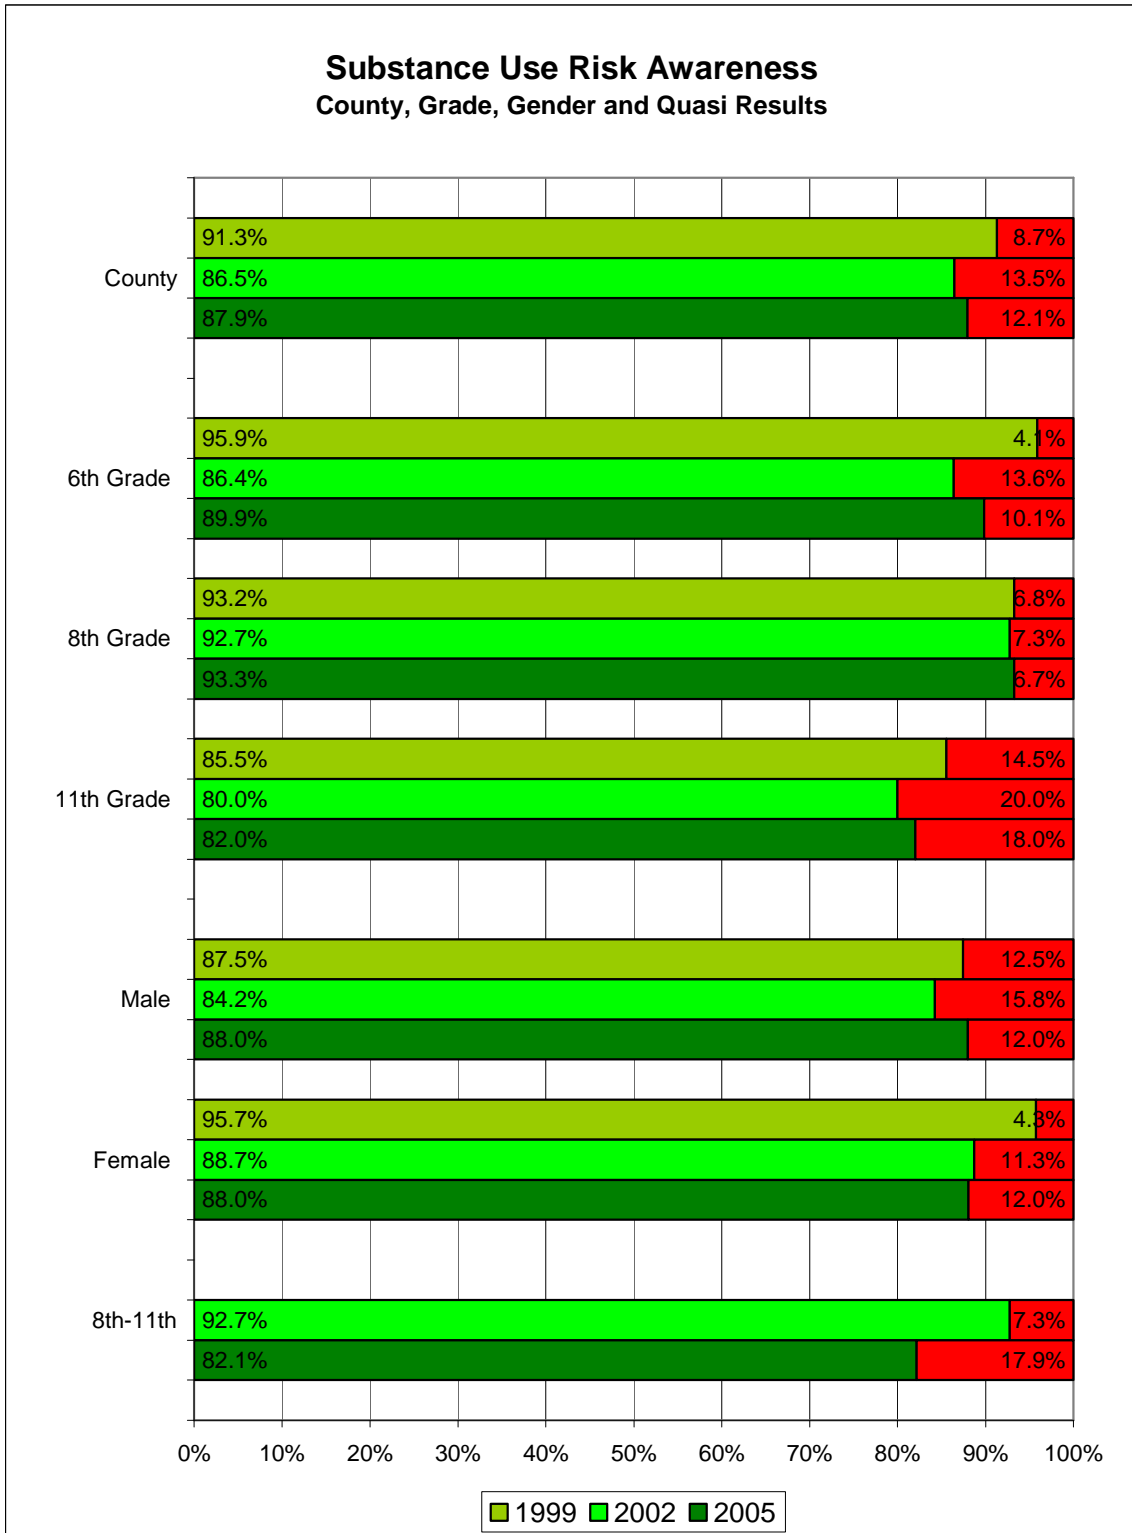 Substance Use Risk Awareness
County, Grade, Gender and Quasi Results
91.3% 8.7%
County 86.5% 13.5%
87.9% 12.1%
95.9% 4.1%
6th Grade 86.4% 13.6%
89.9% 10.1%
93.2% 6.8%
8th Grade 92.7% 7.3%
93.3% 6.7%
85.5% 14.5%
11th Grade 80.0% 20.0%
82.0% 18.0%
87.5% 12.5%
Male 84.2% 15.8%
88.0% 12.0%
95.7% 4.3%
Female 88.7% 11.3%
88.0% 12.0%
8th-11th 92.7% 7.3%
82.1% 17.9%
0% 10% 20% 30% 40% 50% 60% 70% 80% 90% 100%
1999 2002 2005